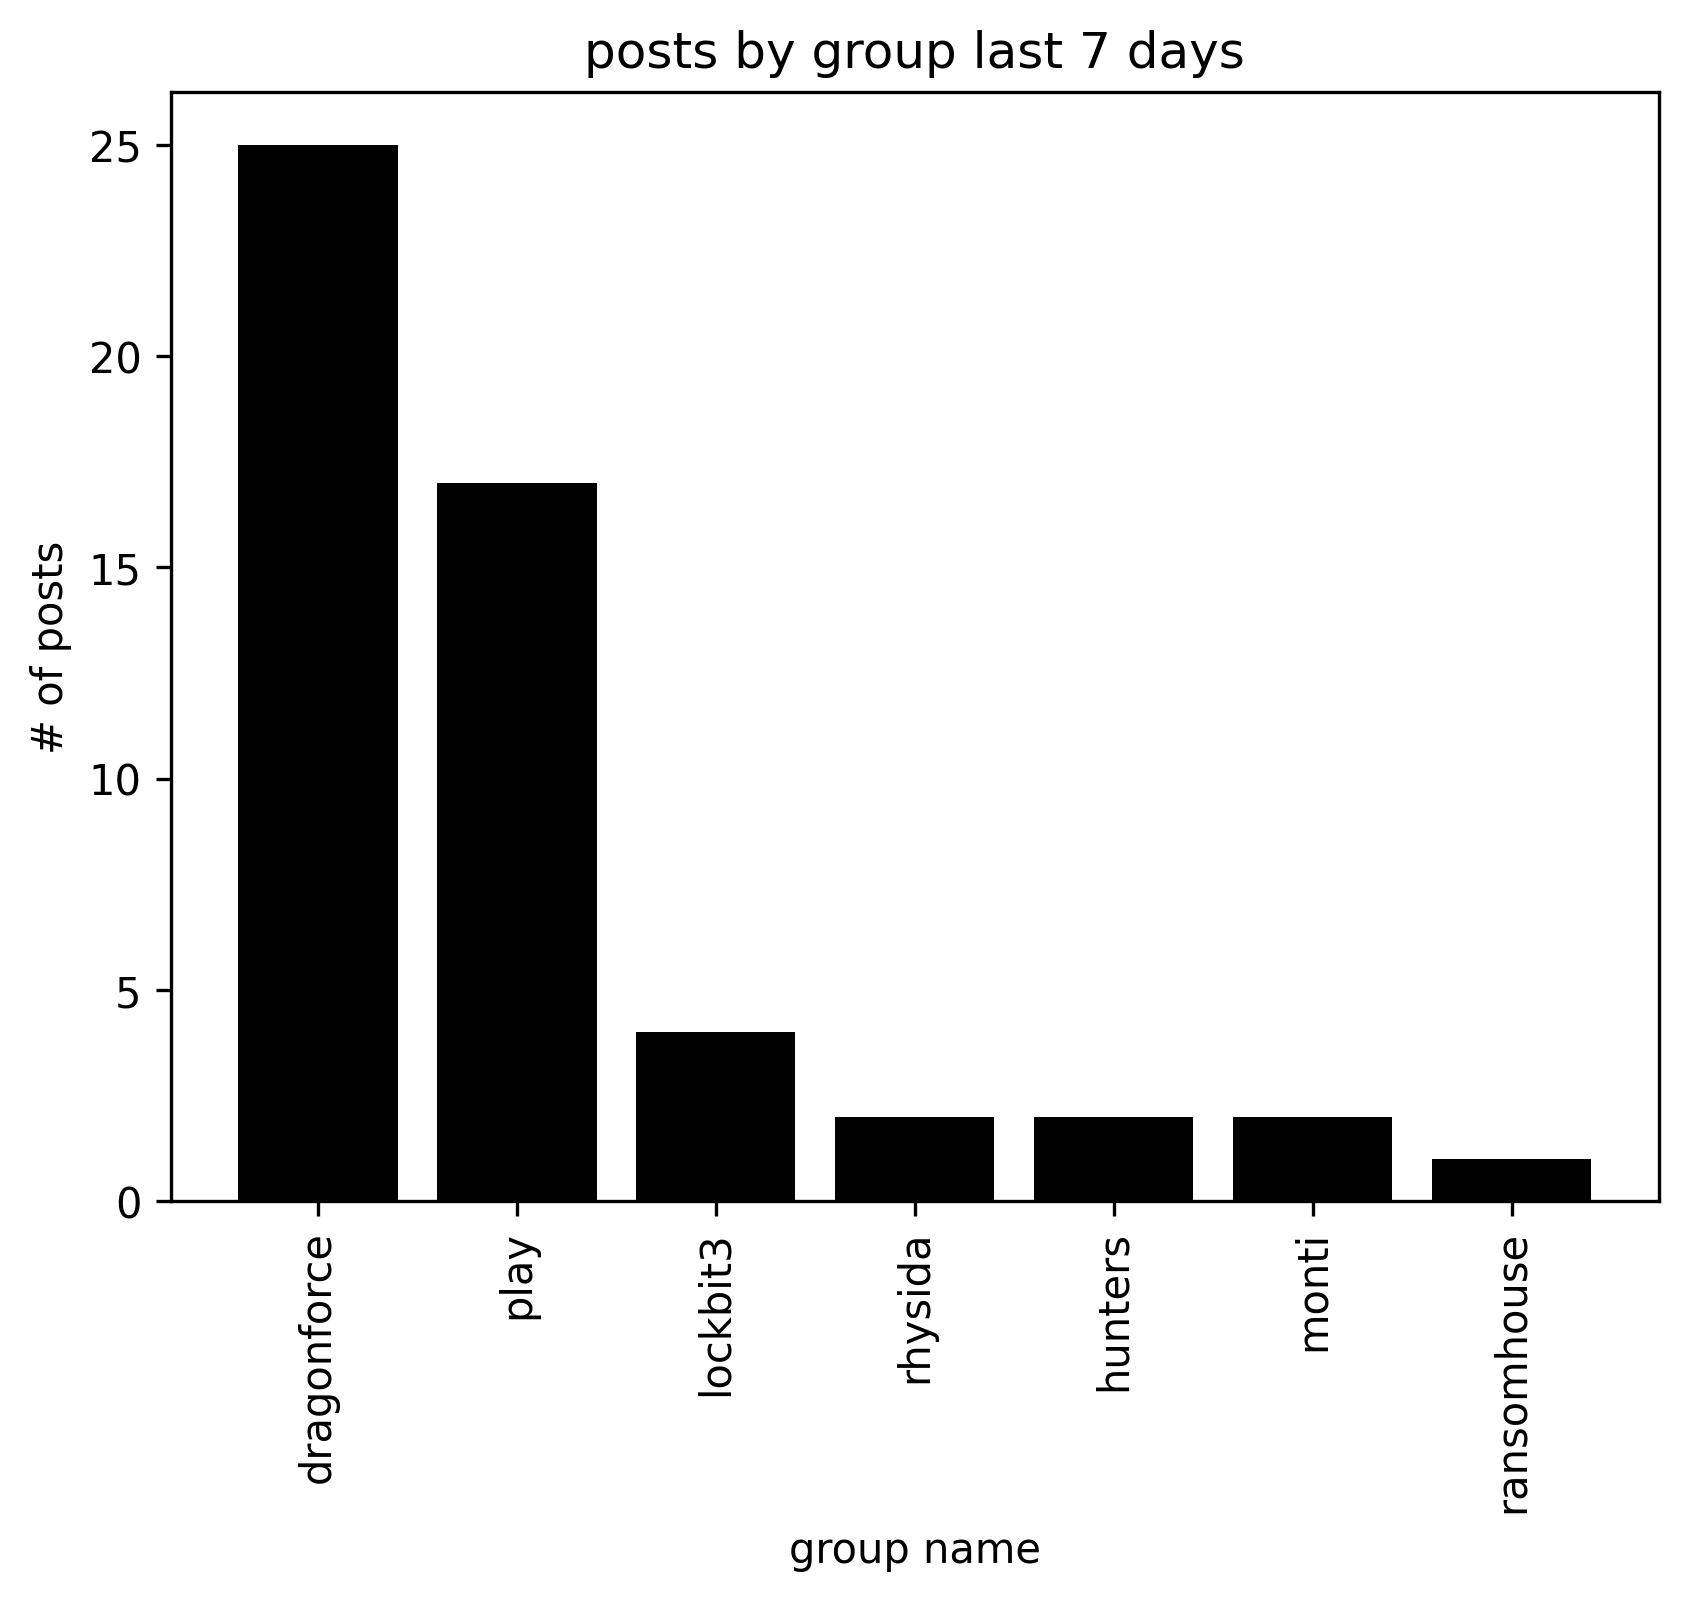 posts by group last 7 days
25
20
15
10
5
0
# of posts
dragonforce
play
lockbit3
rhysida
hunters
monti
ransomhouse
group name